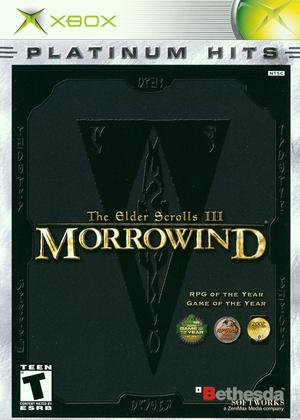 XBOX
PLATINUM HITS
NTSC
The Elder Scrolls III
MORROWIND
RPG OF THE YEAR
GAME OF THE YEAR
TEEN
T
CONTENT RATED BY
ESRB
Bethesda
SOFTWORKS
a ZeniMax Media company